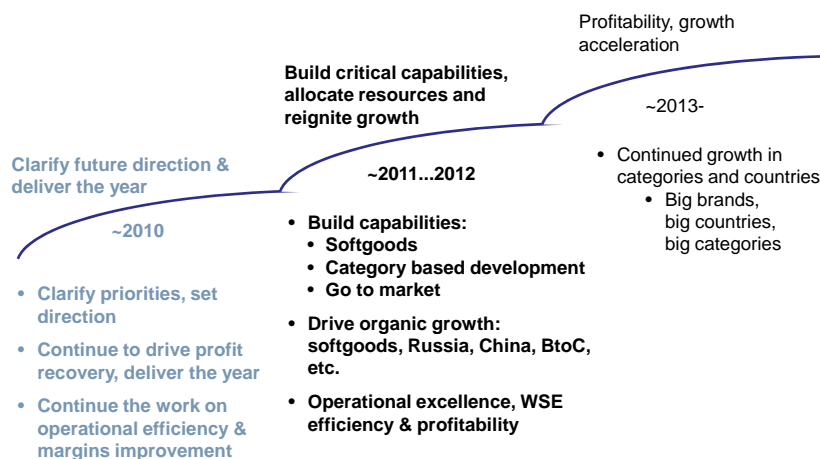 Clarify future direction &
deliver the year
~2010
• Clarify priorities, set
direction
• Continue to drive profit
recovery, deliver the year
• Continue the work on
operational efficiency &
margins improvement
Build critical capabilities,
allocate resources and
reignite growth
~2011...2012
• Build capabilities:
• Softgoods
• Category based development
• Go to market
• Drive organic growth:
softgoods, Russia, China, BtoC,
etc.
• Operational excellence, WSE
efficiency & profitability
Profitability, growth
acceleration
~2013-
• Continued growth in
categories and countries
• Big brands,
big countries,
big categories